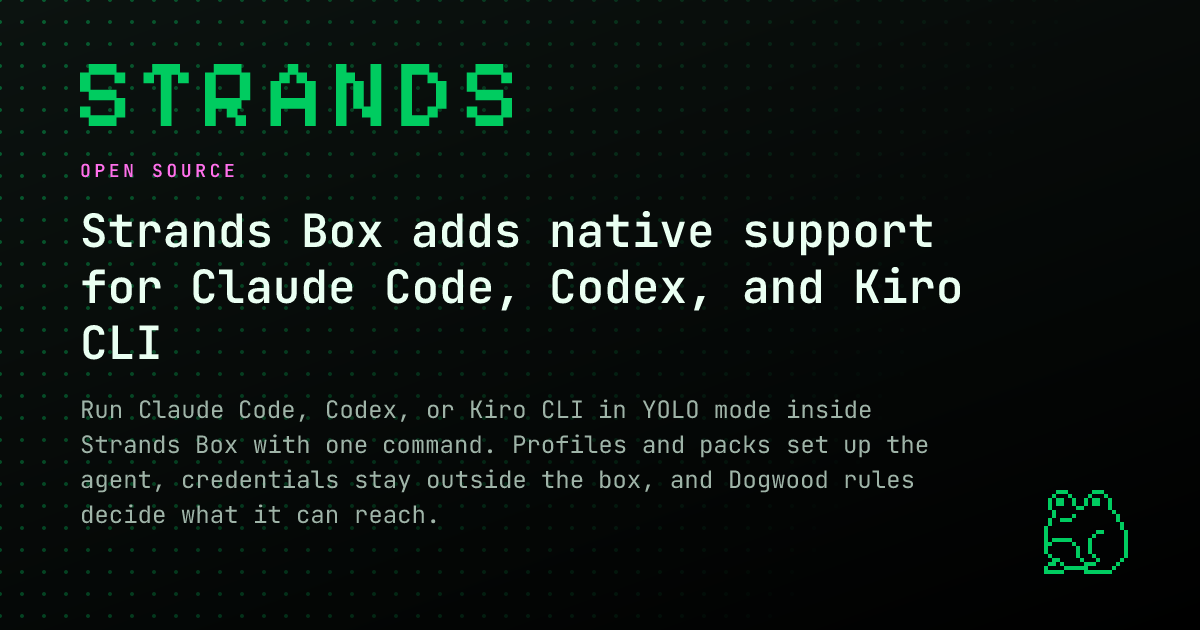 STRANDS
OPEN SOURCE
Strands Box adds native support
for Claude Code, Codex, and Kiro
CLI
Run Claude Code, Codex, or Kiro CLI in YOLO mode inside
Strands Box with one command. Profiles and packs set up the
agent, credentials stay outside the box, and Dogwood rules
decide what it can reach.